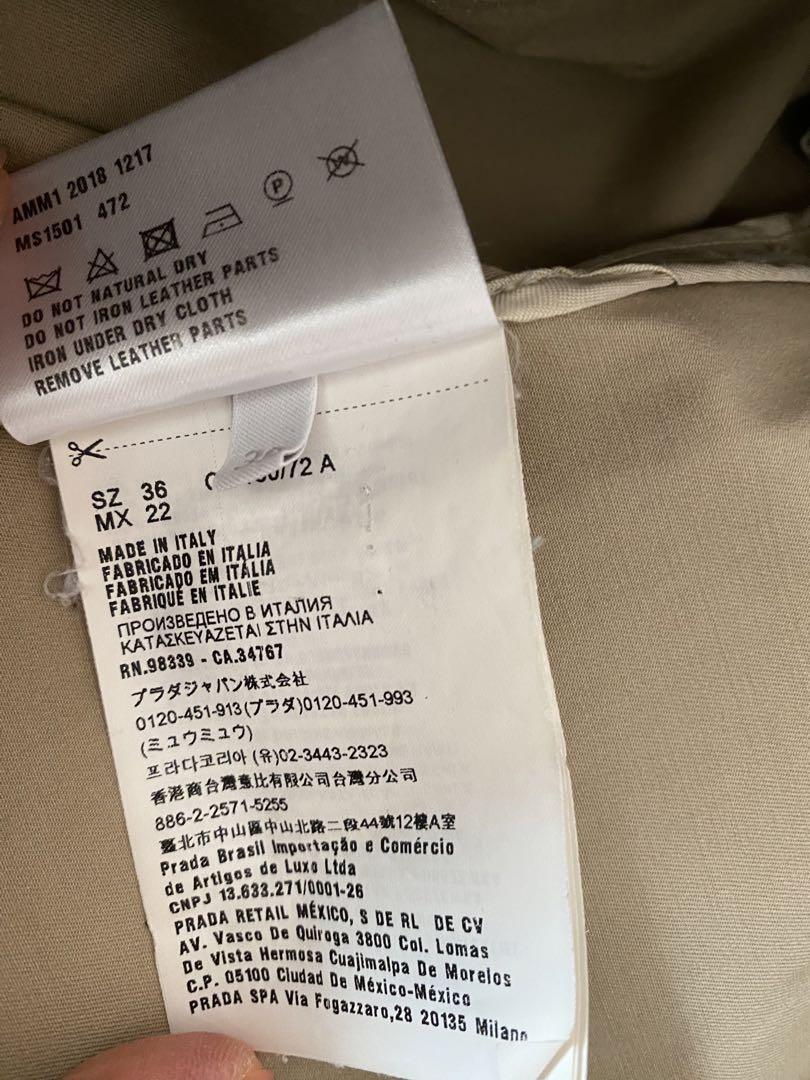 AMM1 2018 1217
MS1501 472
P W
DO NOT NATURAL DRY
DO NOT IRON LEATHER PARTS
IRON UNDER DRY CLOTH
REMOVE LEATHER PARTS
SZ 36 /72 A
MX 22
MADE IN ITALY
FABRICADO EN ITALIA
FABRICADO EM ITÁLIA
FABRIQUÉ EN ITALIE
ПРОИЗВЕДЕНО В ИТАЛИЯ
ΚΑΤΑΣΚΕΥΑΖΕΤΑΙ ΣΤΗΝ ΙΤΑΛΙΑ
RN.98339 - CA.34767
プラダジャパン株式会社
0120-451-913(プラダ)0120-451-993
(ミュウミュウ)
프라다코리아 (유)02-3443-2323
香港商台灣意比有限公司台灣分公司
886-2-2571-5255
臺北市中山區中山北路二段44號12樓A室
Prada Brasil Importação e Comércio
de Artigos de Luxo Ltda
CNPJ 13.633.271/0001-26
PRADA RETAIL MÉXICO, S DE RL DE CV
AV. Vasco De Quiroga 3800 Col. Lomas
De Vista Hermosa Cuajimalpa De Morelos
C.P. 05100 Ciudad De México-México
PRADA SPA Via Fogazzaro,28 20135 Milano